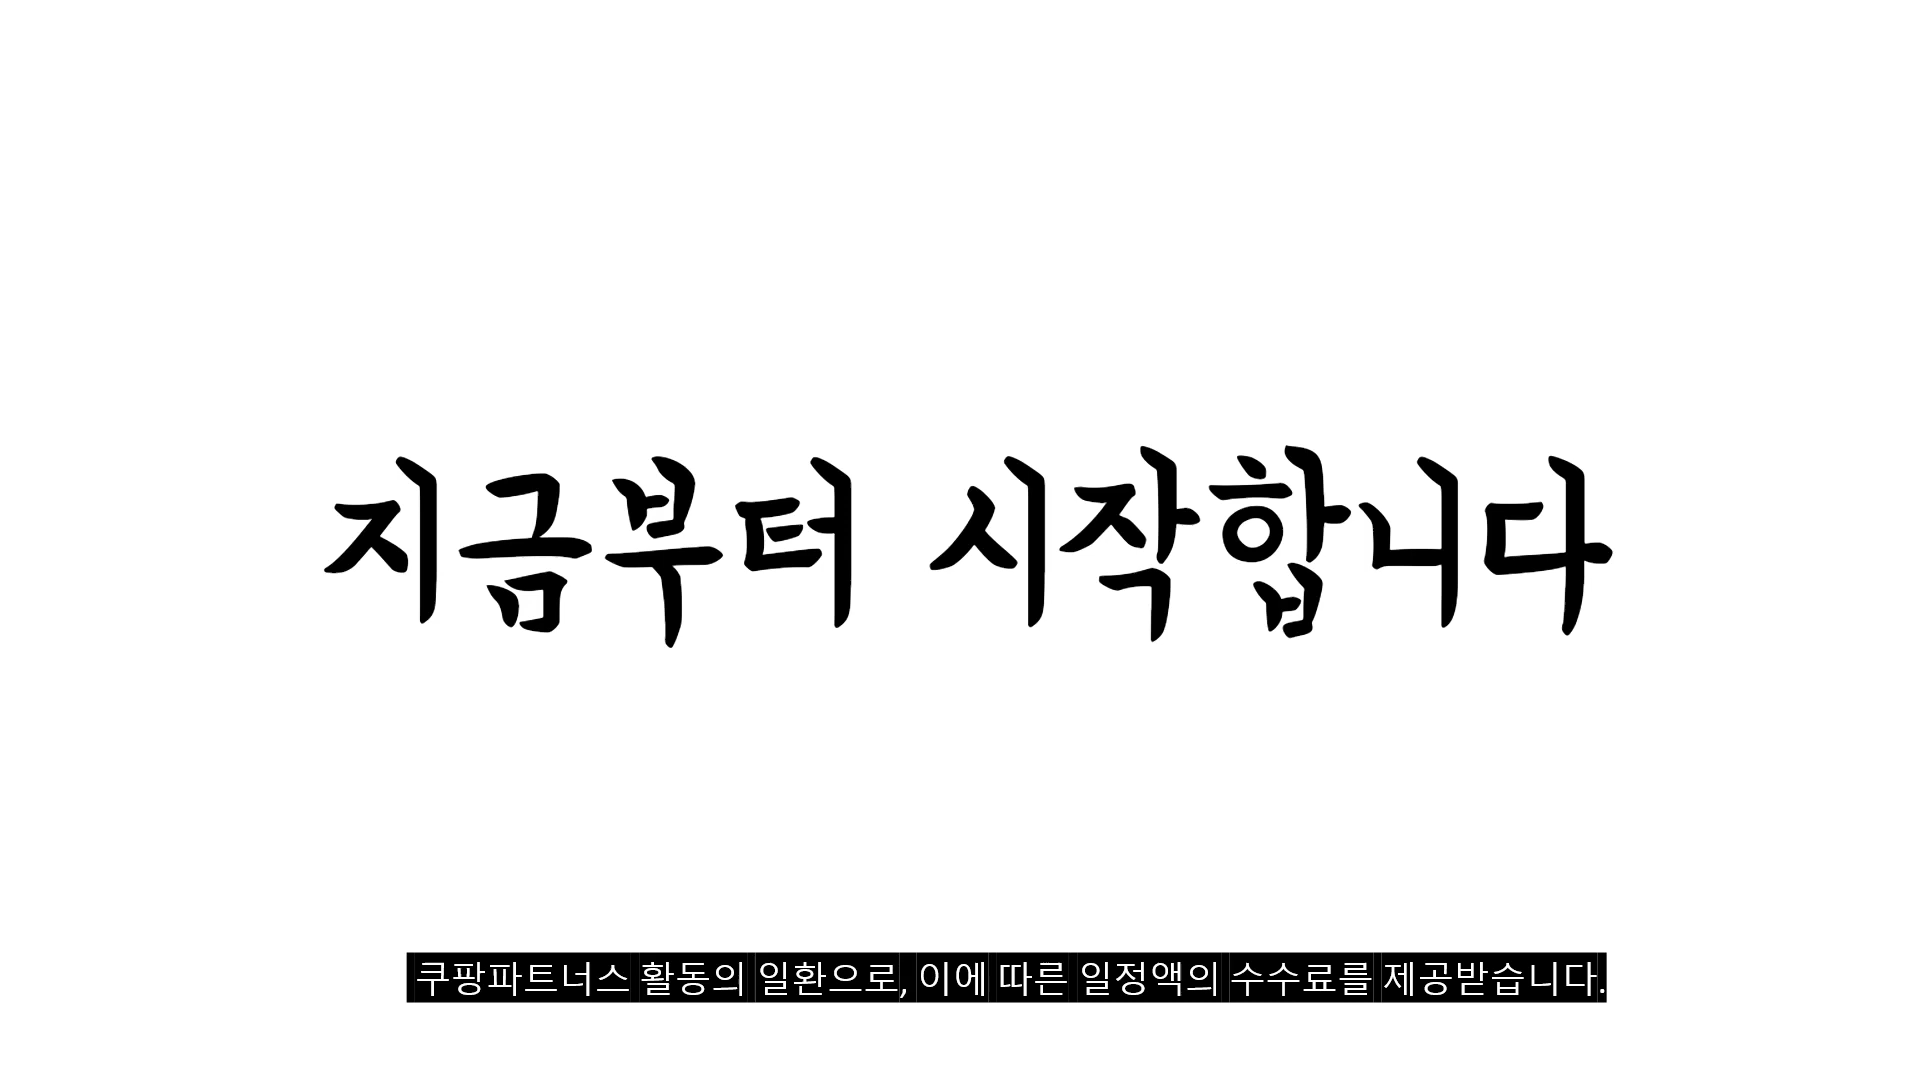 지금부터 시작합니다
쿠팡파트너스 활동의 일환으로, 이에 따른 일정액의 수수료를 제공받습니다.